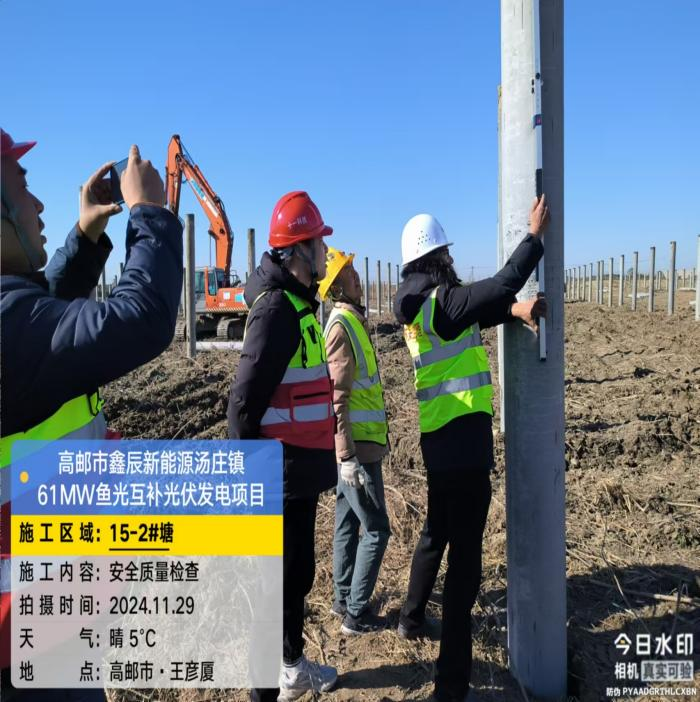 高邮市鑫辰新能源汤庄镇
61MW鱼光互补光伏发电项目
施工区域：15-2#塘
施工内容：安全质量检查
拍摄时间：2024.11.29
天气：晴 5°C
地点：高邮市·王彦厦
今日水印
相机 真实可验
防伪 PYAADGRIHLCXBN